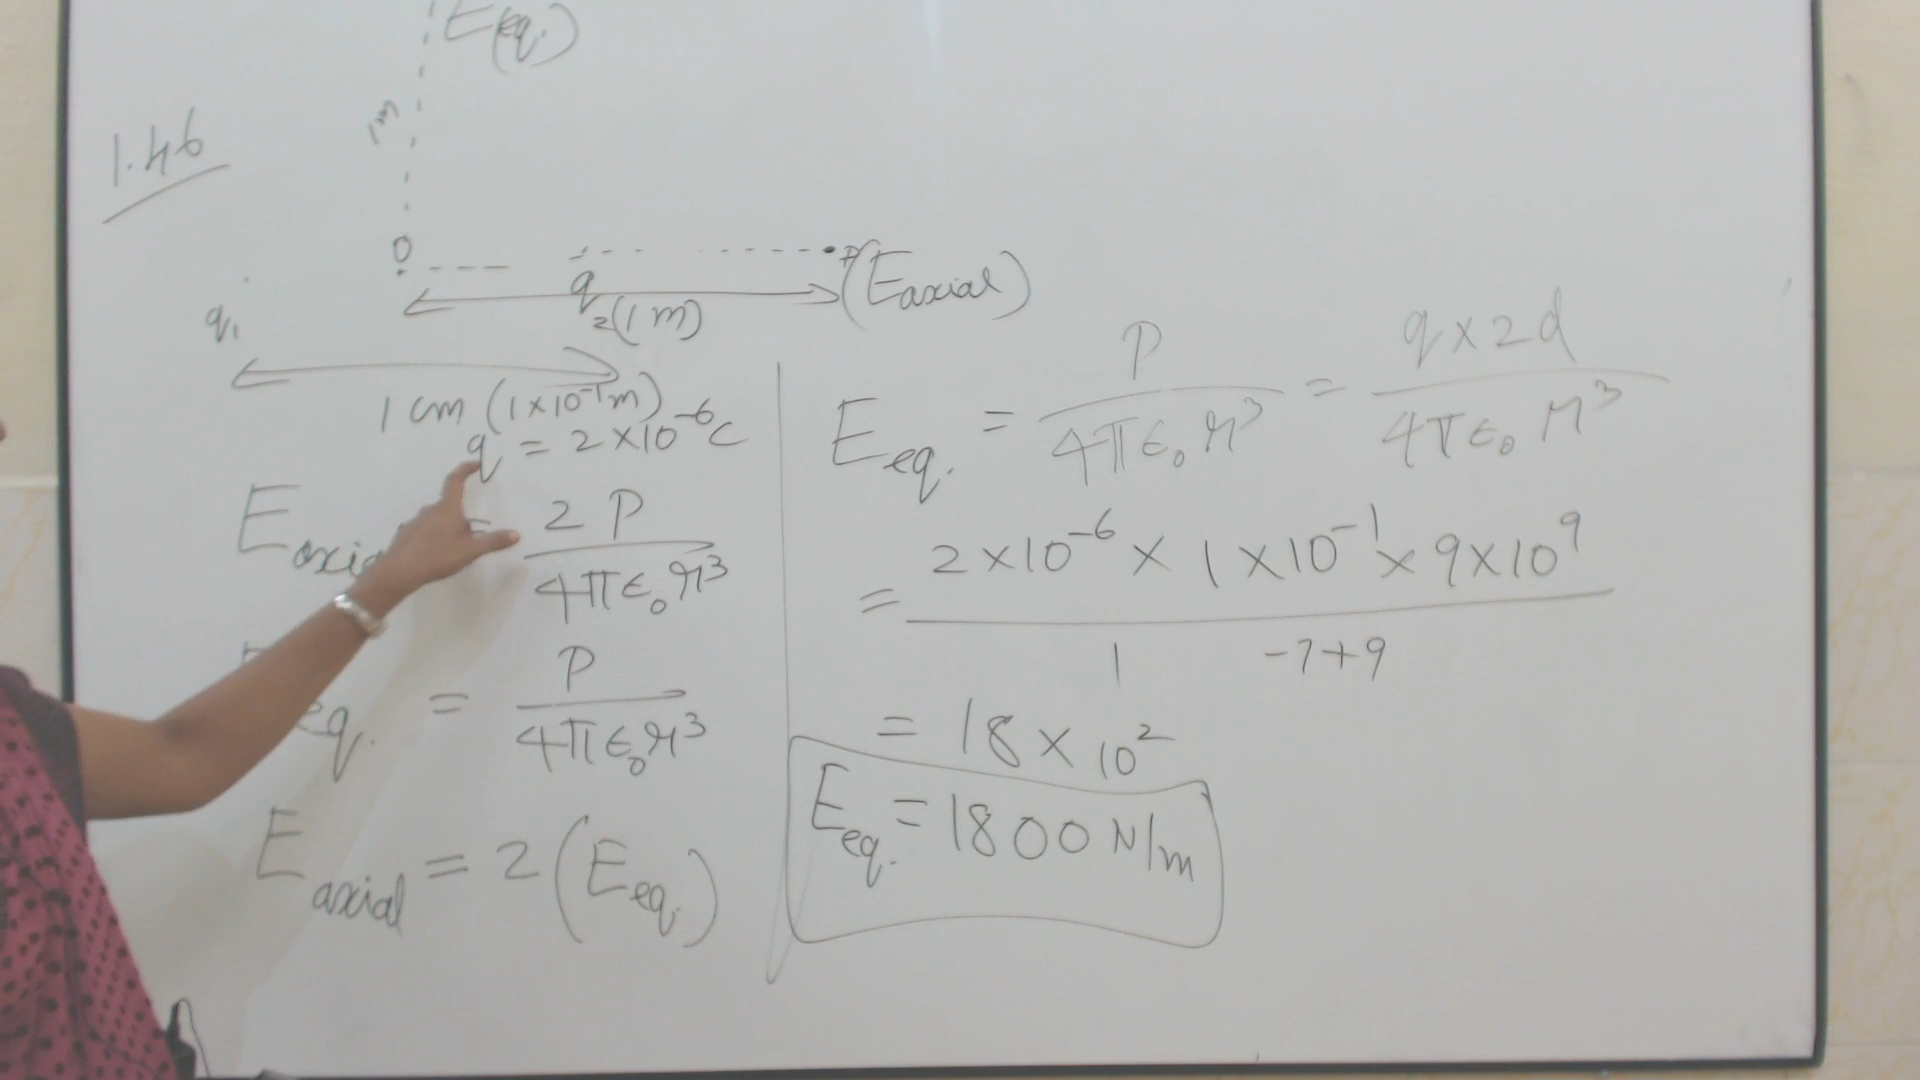 E(eq.)
1m
1.46
O
P (E axial)
q₁
q₂ (1 m)
1 cm (1×10⁻¹m)
q = 2×10⁻⁶C
E axia = 2P / 4πε₀r³
eq. = P / 4πε₀r³
E axial = 2 (E eq.)
E eq. = P / 4πε₀r³ = q×2d / 4πε₀r³
= 2×10⁻⁶ × 1×10⁻¹ × 9×10⁹ / 1
-7+9
= 18×10²
E eq. = 1800 N/m